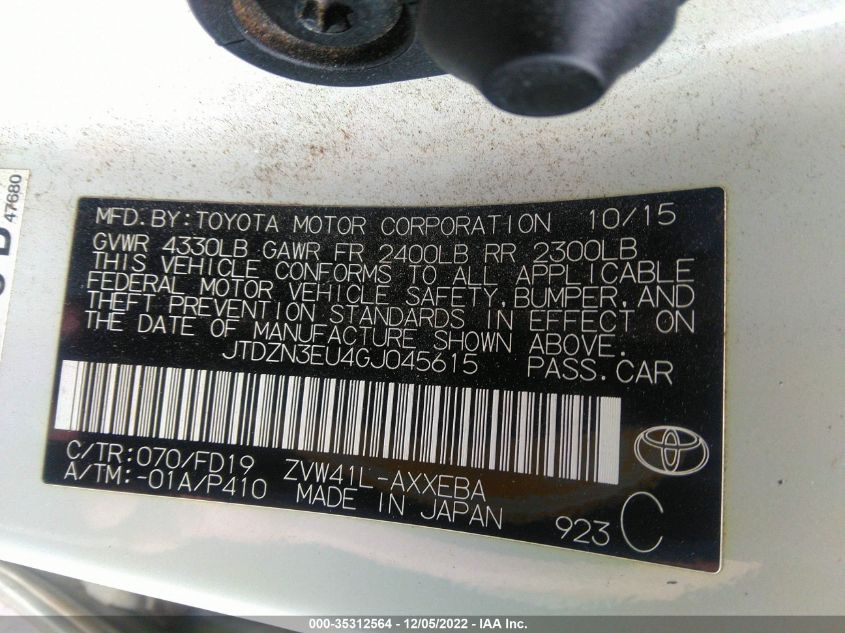 47680
MFD. BY: TOYOTA MOTOR CORPORATION 10/15
GVWR 4330LB GAWR FR 2400LB RR 2300LB
THIS VEHICLE CONFORMS TO ALL APPLICABLE
FEDERAL MOTOR VEHICLE SAFETY, BUMPER, AND
THEFT PREVENTION STANDARDS IN EFFECT ON
THE DATE OF MANUFACTURE SHOWN ABOVE.
JTDZN3EU4GJ045615 PASS. CAR
C/TR: 070/FD19 ZVW41L-AXXEBA
A/TM: -01A/P410 MADE IN JAPAN
923 C
000-35312564 - 12/05/2022 - IAA Inc.